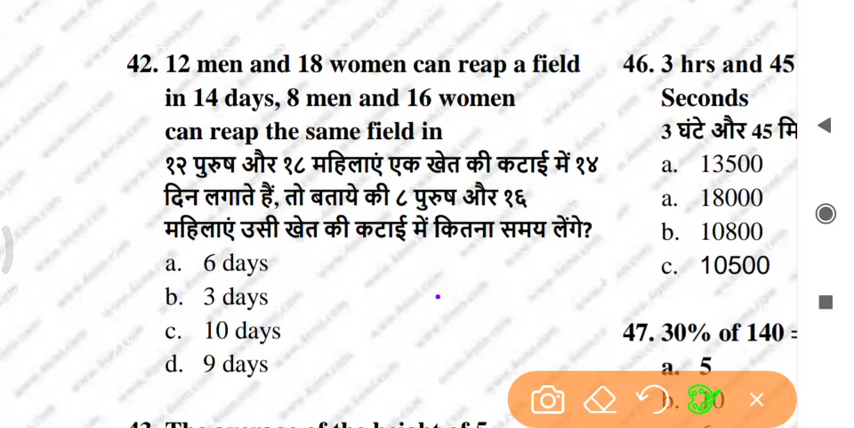 42. 12 men and 18 women can reap a field
in 14 days, 8 men and 16 women
can reap the same field in
१२ पुरुष और १८ महिलाएं एक खेत की कटाई में १४
दिन लगाते हैं, तो बताये की ८ पुरुष और १६
महिलाएं उसी खेत की कटाई में कितना समय लेंगे?
a. 6 days
b. 3 days
c. 10 days
d. 9 days
46. 3 hrs and 45
Seconds
3 घंटे और 45 मि
a. 13500
a. 18000
b. 10800
c. 10500
47. 30% of 140 =
a. 5
b.